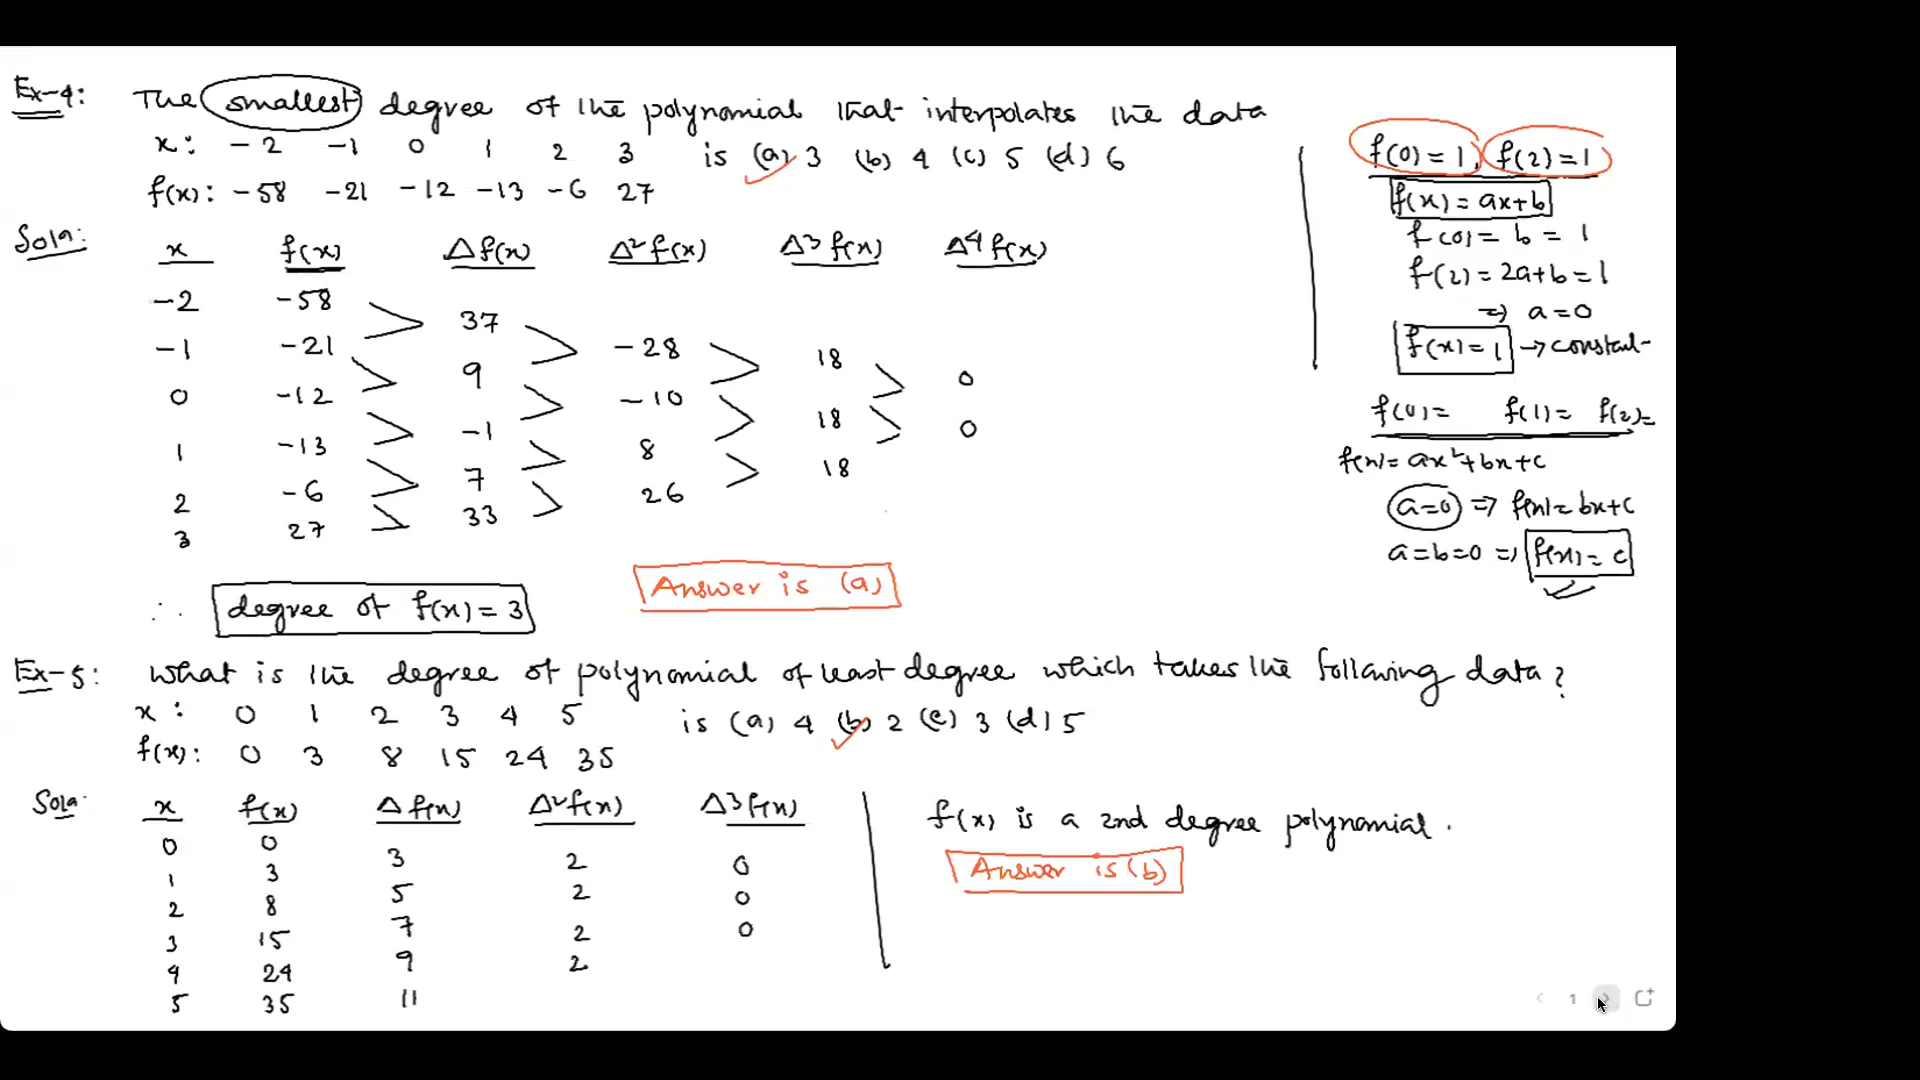 Ex-4: The smallest degree of the polynomial that interpolates the data
x: -2 -1 0 1 2 3 is (a) 3 (b) 4 (c) 5 (d) 6
f(x): -58 -21 -12 -13 -6 27
Soln:
x f(x) Δf(x) Δ²f(x) Δ3 f(x) Δ4 f(x)
-2 -58
37
-1 -21 -28
9 18
0 -12 -10 0
-1 18
1 -13 8 0
7 18
2 -6 26
33
3 27
∴ degree of f(x) = 3
Answer is (a)
f(0) = 1, f(2) = 1
f(x) = ax+b
f(0) = b = 1
f(2) = 2a+b = 1
=> a = 0
f(x) = 1 → constant
f(0) = f(1) = f(2) =
f(x) = ax²+bx+c
a=0 => f(x) = bx+c
a=b=0 => f(x) = c
Ex-5: What is the degree of polynomial of least degree which takes the following data?
x: 0 1 2 3 4 5 is (a) 4 (b) 2 (c) 3 (d) 5
f(x): 0 3 8 15 24 35
Soln:
x f(x) Δf(x) Δ²f(x) Δ3f(x)
0 0
3 2 0
1 3
5 2 0
2 8
7 2 0
3 15
9 2
4 24
11
5 35
f(x) is a 2nd degree polynomial.
Answer is (b)
1